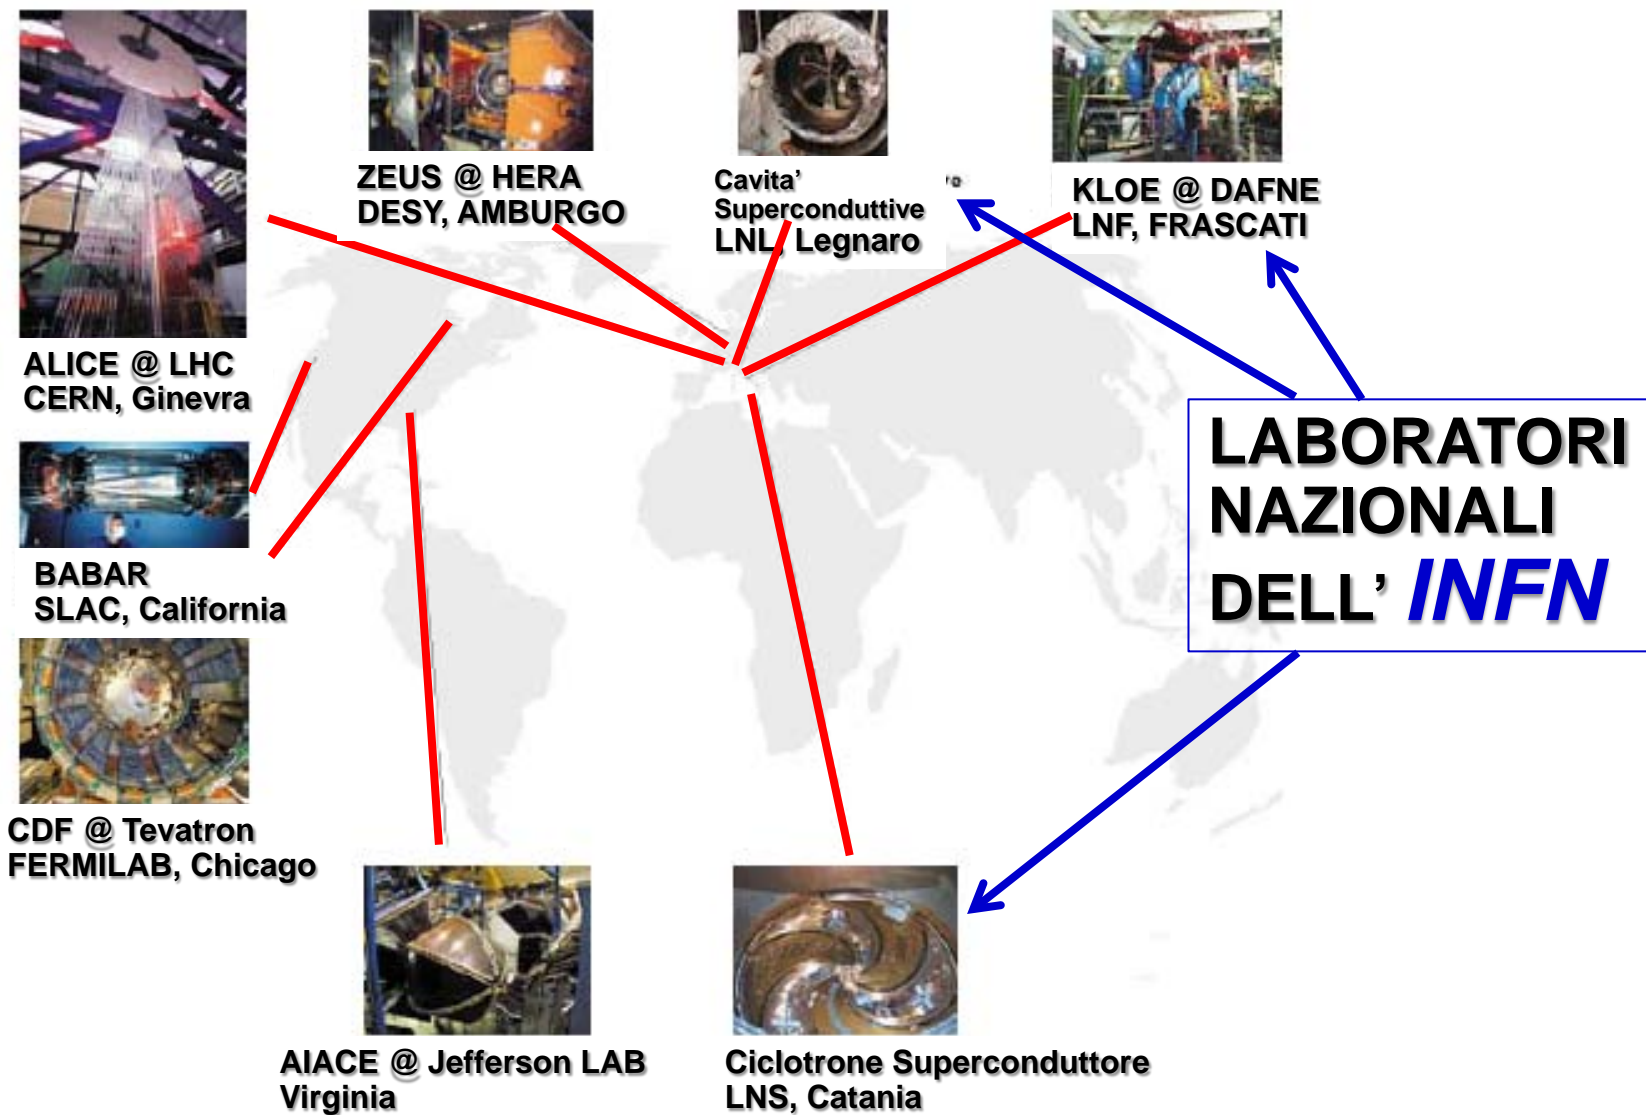 ZEUS @ HERA
DESY, AMBURGO
Cavita’
Superconduttive
LNL, Legnaro
KLOE @ DAFNE
LNF, FRASCATI
ALICE @ LHC
CERN, Ginevra
LABORATORI
NAZIONALI
DELL’ INFN
BABAR
SLAC, California
CDF @ Tevatron
FERMILAB, Chicago
AIACE @ Jefferson LAB
Virginia
Ciclotrone Superconduttore
LNS, Catania